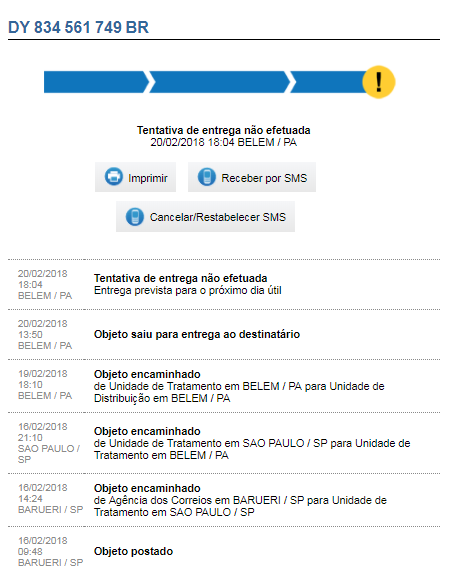 DY 834 561 749 BR
!
Tentativa de entrega não efetuada
20/02/2018 18:04 BELEM / PA
Imprimir
Receber por SMS
Cancelar/Restabelecer SMS
20/02/2018
18:04
BELEM / PA
Tentativa de entrega não efetuada
Entrega prevista para o próximo dia útil
20/02/2018
13:50
BELEM / PA
Objeto saiu para entrega ao destinatário
19/02/2018
18:10
BELEM / PA
Objeto encaminhado
de Unidade de Tratamento em BELEM / PA para Unidade de
Distribuição em BELEM / PA
16/02/2018
21:10
SAO PAULO /
SP
Objeto encaminhado
de Unidade de Tratamento em SAO PAULO / SP para Unidade de
Tratamento em BELEM / PA
16/02/2018
14:24
BARUERI / SP
Objeto encaminhado
de Agência dos Correios em BARUERI / SP para Unidade de
Tratamento em SAO PAULO / SP
16/02/2018
09:48
BARUERI / SP
Objeto postado